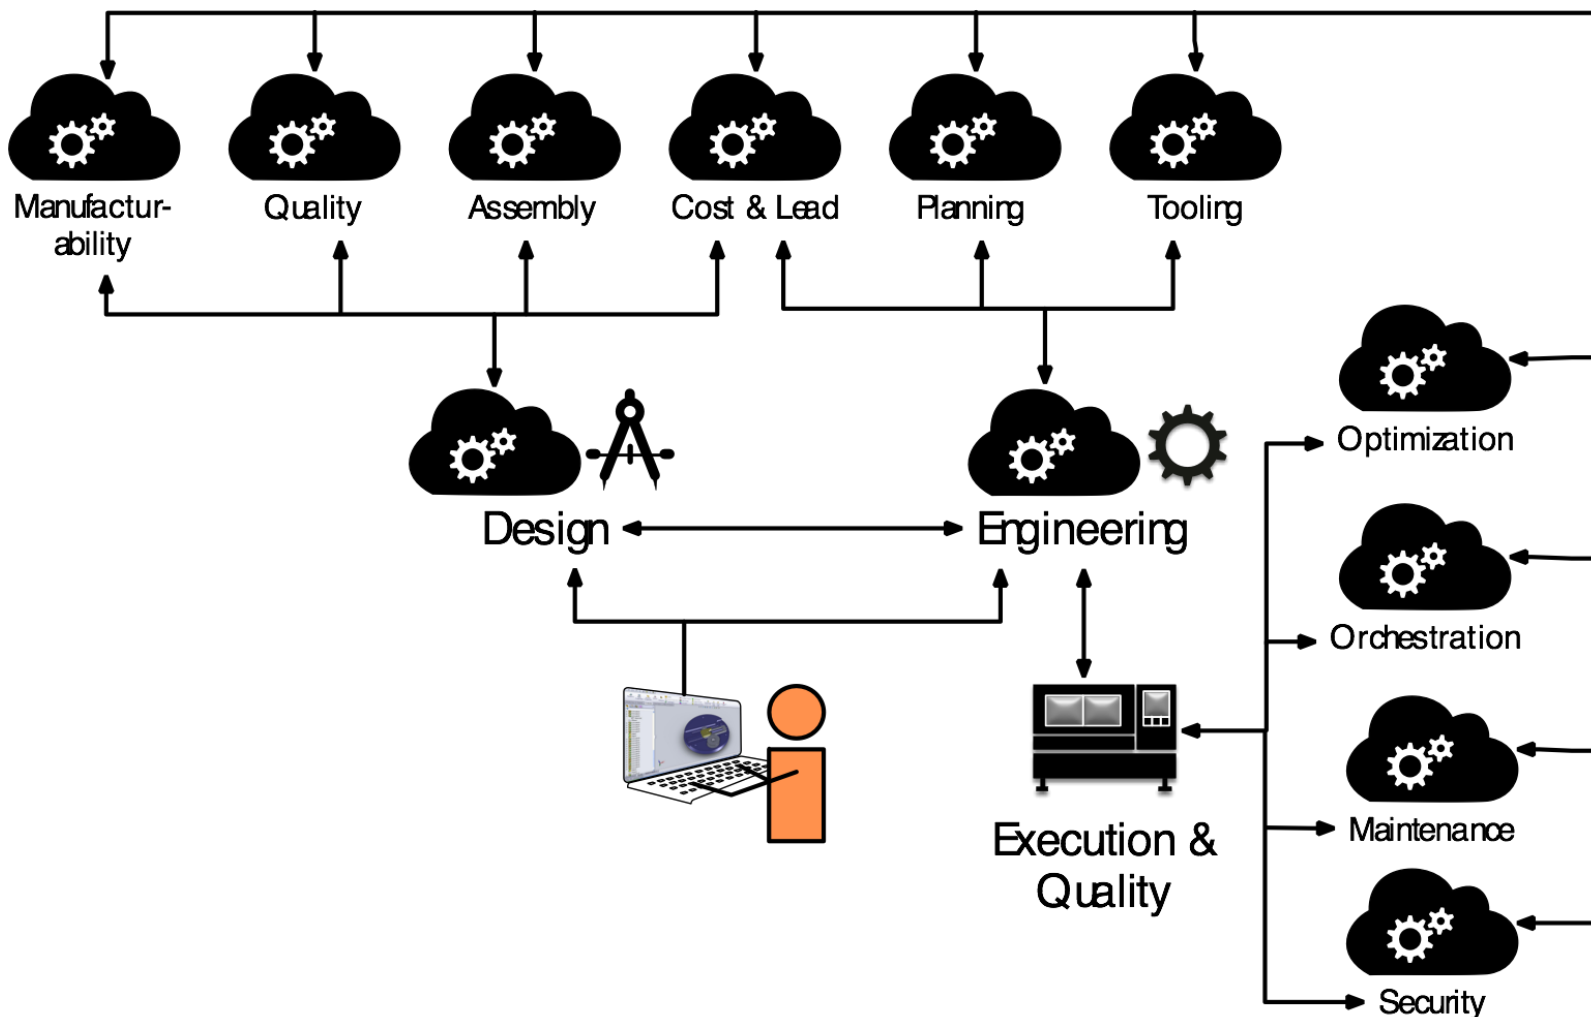 Manufactur-
ability
Quality
Assembly
Cost & Lead
Planning
Tooling
Design
Engineering
Optimization
Orchestration
Maintenance
Security
Execution &
Quality